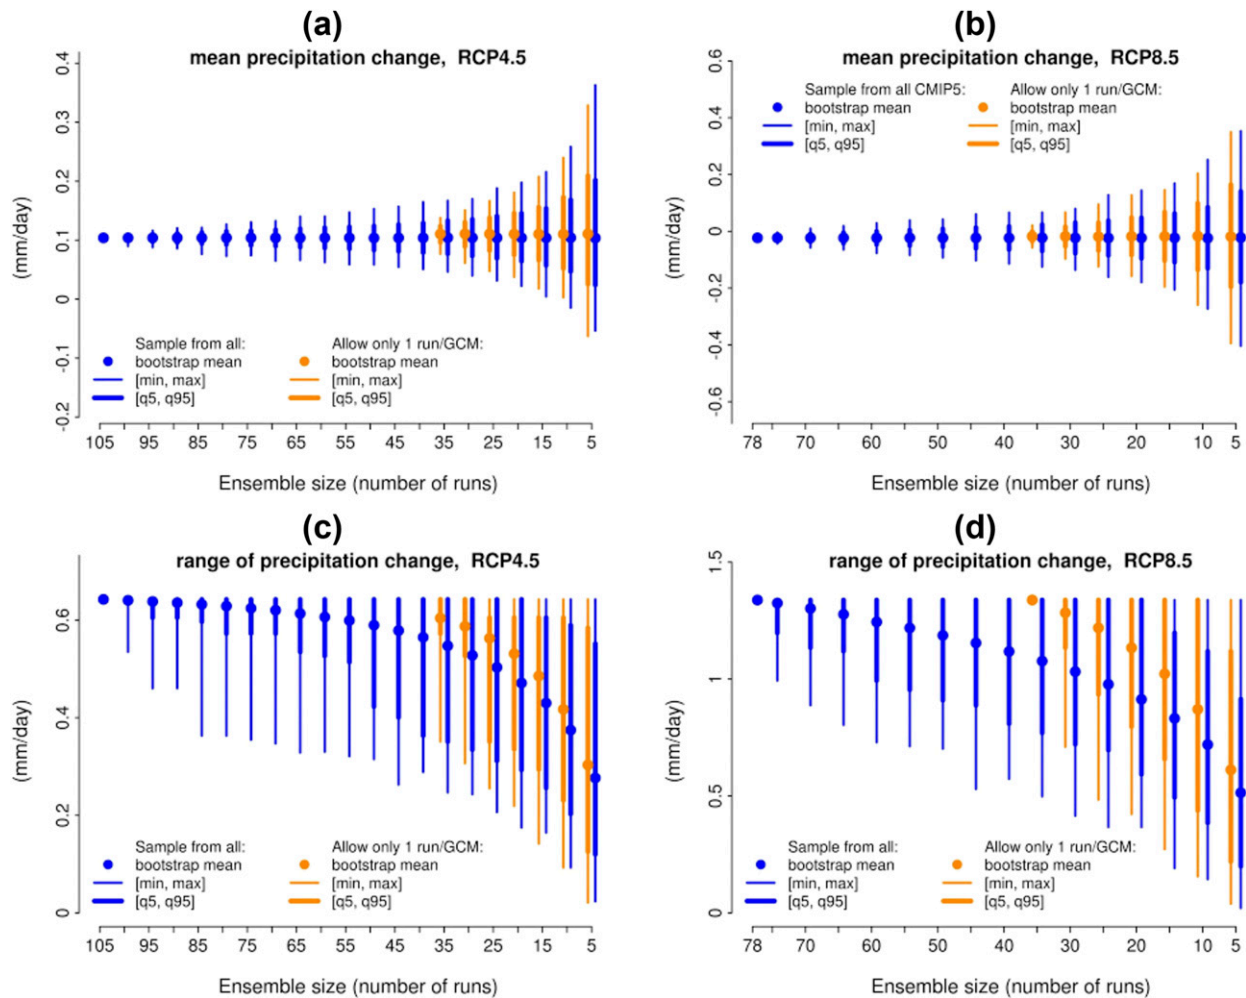 (a)
mean precipitation change, RCP4.5
(mm/day)
0.4
0.3
0.2
0.1
0
-0.1
-0.2
Sample from all: Allow only 1 run/GCM:
bootstrap mean bootstrap mean
[min, max] [min, max]
[q5, q95] [q5, q95]
105 95 85 75 65 55 45 35 25 15 5
Ensemble size (number of runs)
(b)
mean precipitation change, RCP8.5
(mm/day)
0.6
0.4
0.2
0
-0.2
-0.4
-0.6
Sample from all CMIP5: Allow only 1 run/GCM:
bootstrap mean bootstrap mean
[min, max] [min, max]
[q5, q95] [q5, q95]
78 70 60 50 40 30 20 10 5
Ensemble size (number of runs)
(c)
range of precipitation change, RCP4.5
(mm/day)
0.6
0.4
0.2
0
Sample from all: Allow only 1 run/GCM:
bootstrap mean bootstrap mean
[min, max] [min, max]
[q5, q95] [q5, q95]
105 95 85 75 65 55 45 35 25 15 5
Ensemble size (number of runs)
(d)
range of precipitation change, RCP8.5
(mm/day)
1.5
1
0.5
0
Sample from all: Allow only 1 run/GCM:
bootstrap mean bootstrap mean
[min, max] [min, max]
[q5, q95] [q5, q95]
78 70 60 50 40 30 20 10 5
Ensemble size (number of runs)